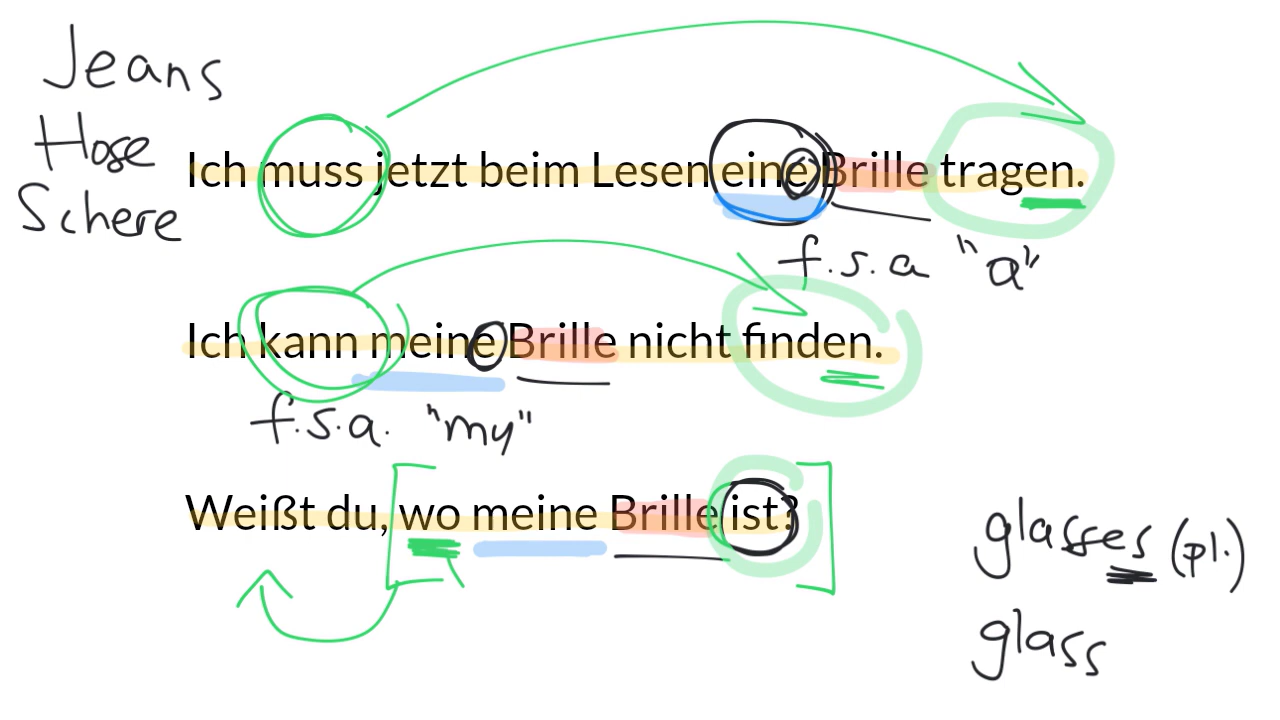 Jeans
Hose
Schere
Ich muss jetzt beim Lesen eine Brille tragen.
f.s.a "a"
Ich kann meine Brille nicht finden.
f.s.a. "my"
Weißt du, wo meine Brille ist?
glasses (pl.)
glass